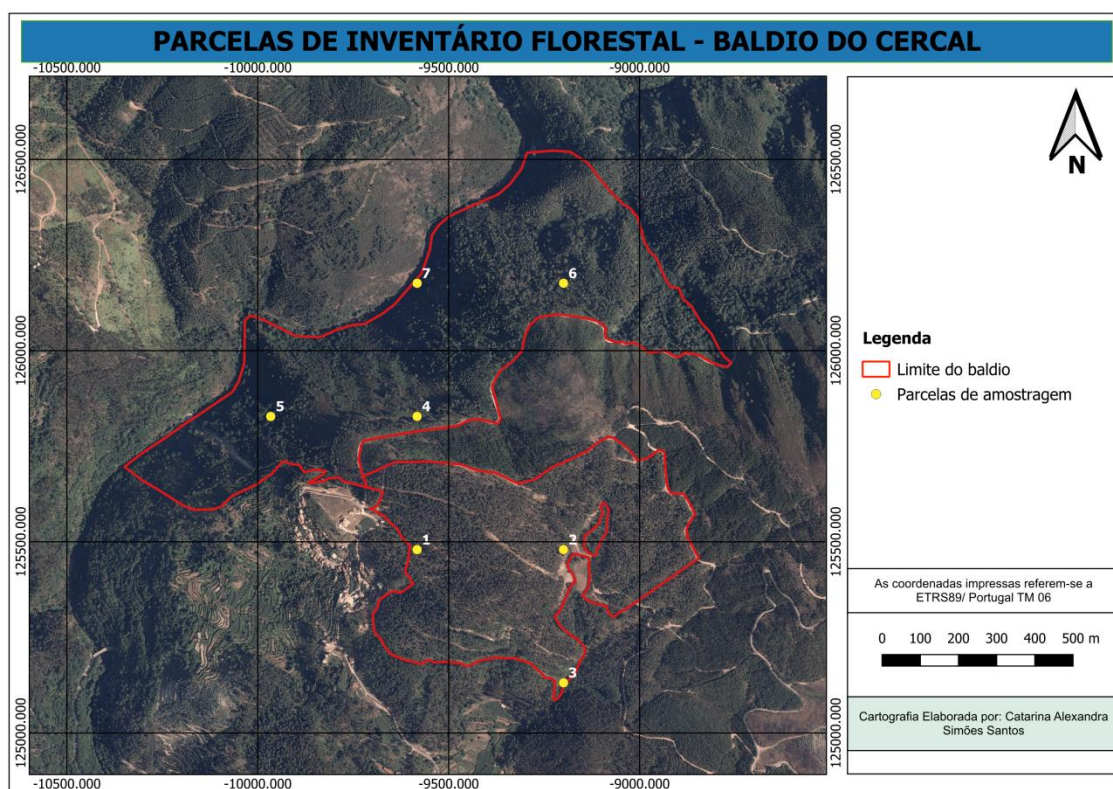 PARCELAS DE INVENTÁRIO FLORESTAL - BALDIO DO CERCAL
-10500.000 -10000.000 -9500.000 -9000.000
126500.000 126500.000
7 6
126000.000 126000.000
5 4
125500.000 125500.000
1 2
3
125000.000 125000.000
-10500.000 -10000.000 -9500.000 -9000.000
N
Legenda
Limite do baldio
Parcelas de amostragem
As coordenadas impressas referem-se a
ETRS89/ Portugal TM 06
0 100 200 300 400 500 m
Cartografia Elaborada por: Catarina Alexandra
Simões Santos